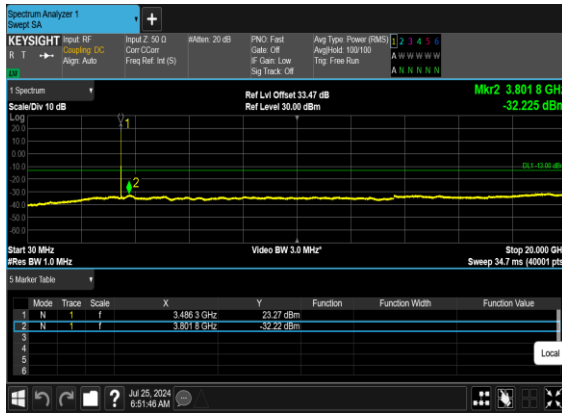 Spectrum Analyzer 1
Swept SA
+
KEYSIGHT Input: RF Input Z: 50 Ω #Atten: 20 dB PNO: Fast Avg Type: Power (RMS) 1 2 3 4 5 6
R T Coupling: DC Corr CCorr Gate: Off Avg|Hold: 100/100 A W W W W W
Align: Auto Freq Ref: Int (S) IF Gain: Low Trig: Free Run
LXI Sig Track: Off A N N N N N
1 Spectrum Ref Lvl Offset 33.47 dB Mkr2 3.801 8 GHz
Scale/Div 10 dB Ref Level 30.00 dBm -32.225 dBm
Log
20.0
10.0
0.00
-10.0
-20.0
-30.0
-40.0
-50.0
-60.0
1
DL1 -13.00 dBm
2
Start 30 MHz Video BW 3.0 MHz* Stop 20.000 GHz
#Res BW 1.0 MHz Sweep 34.7 ms (40001 pts)
5 Marker Table
Mode Trace Scale X Y Function Function Width Function Value
1 N 1 f 3.486 3 GHz 23.27 dBm
2 N 1 f 3.801 8 GHz -32.22 dBm
3
4
5
6
Local
? Jul 25, 2024
6:51:46 AM